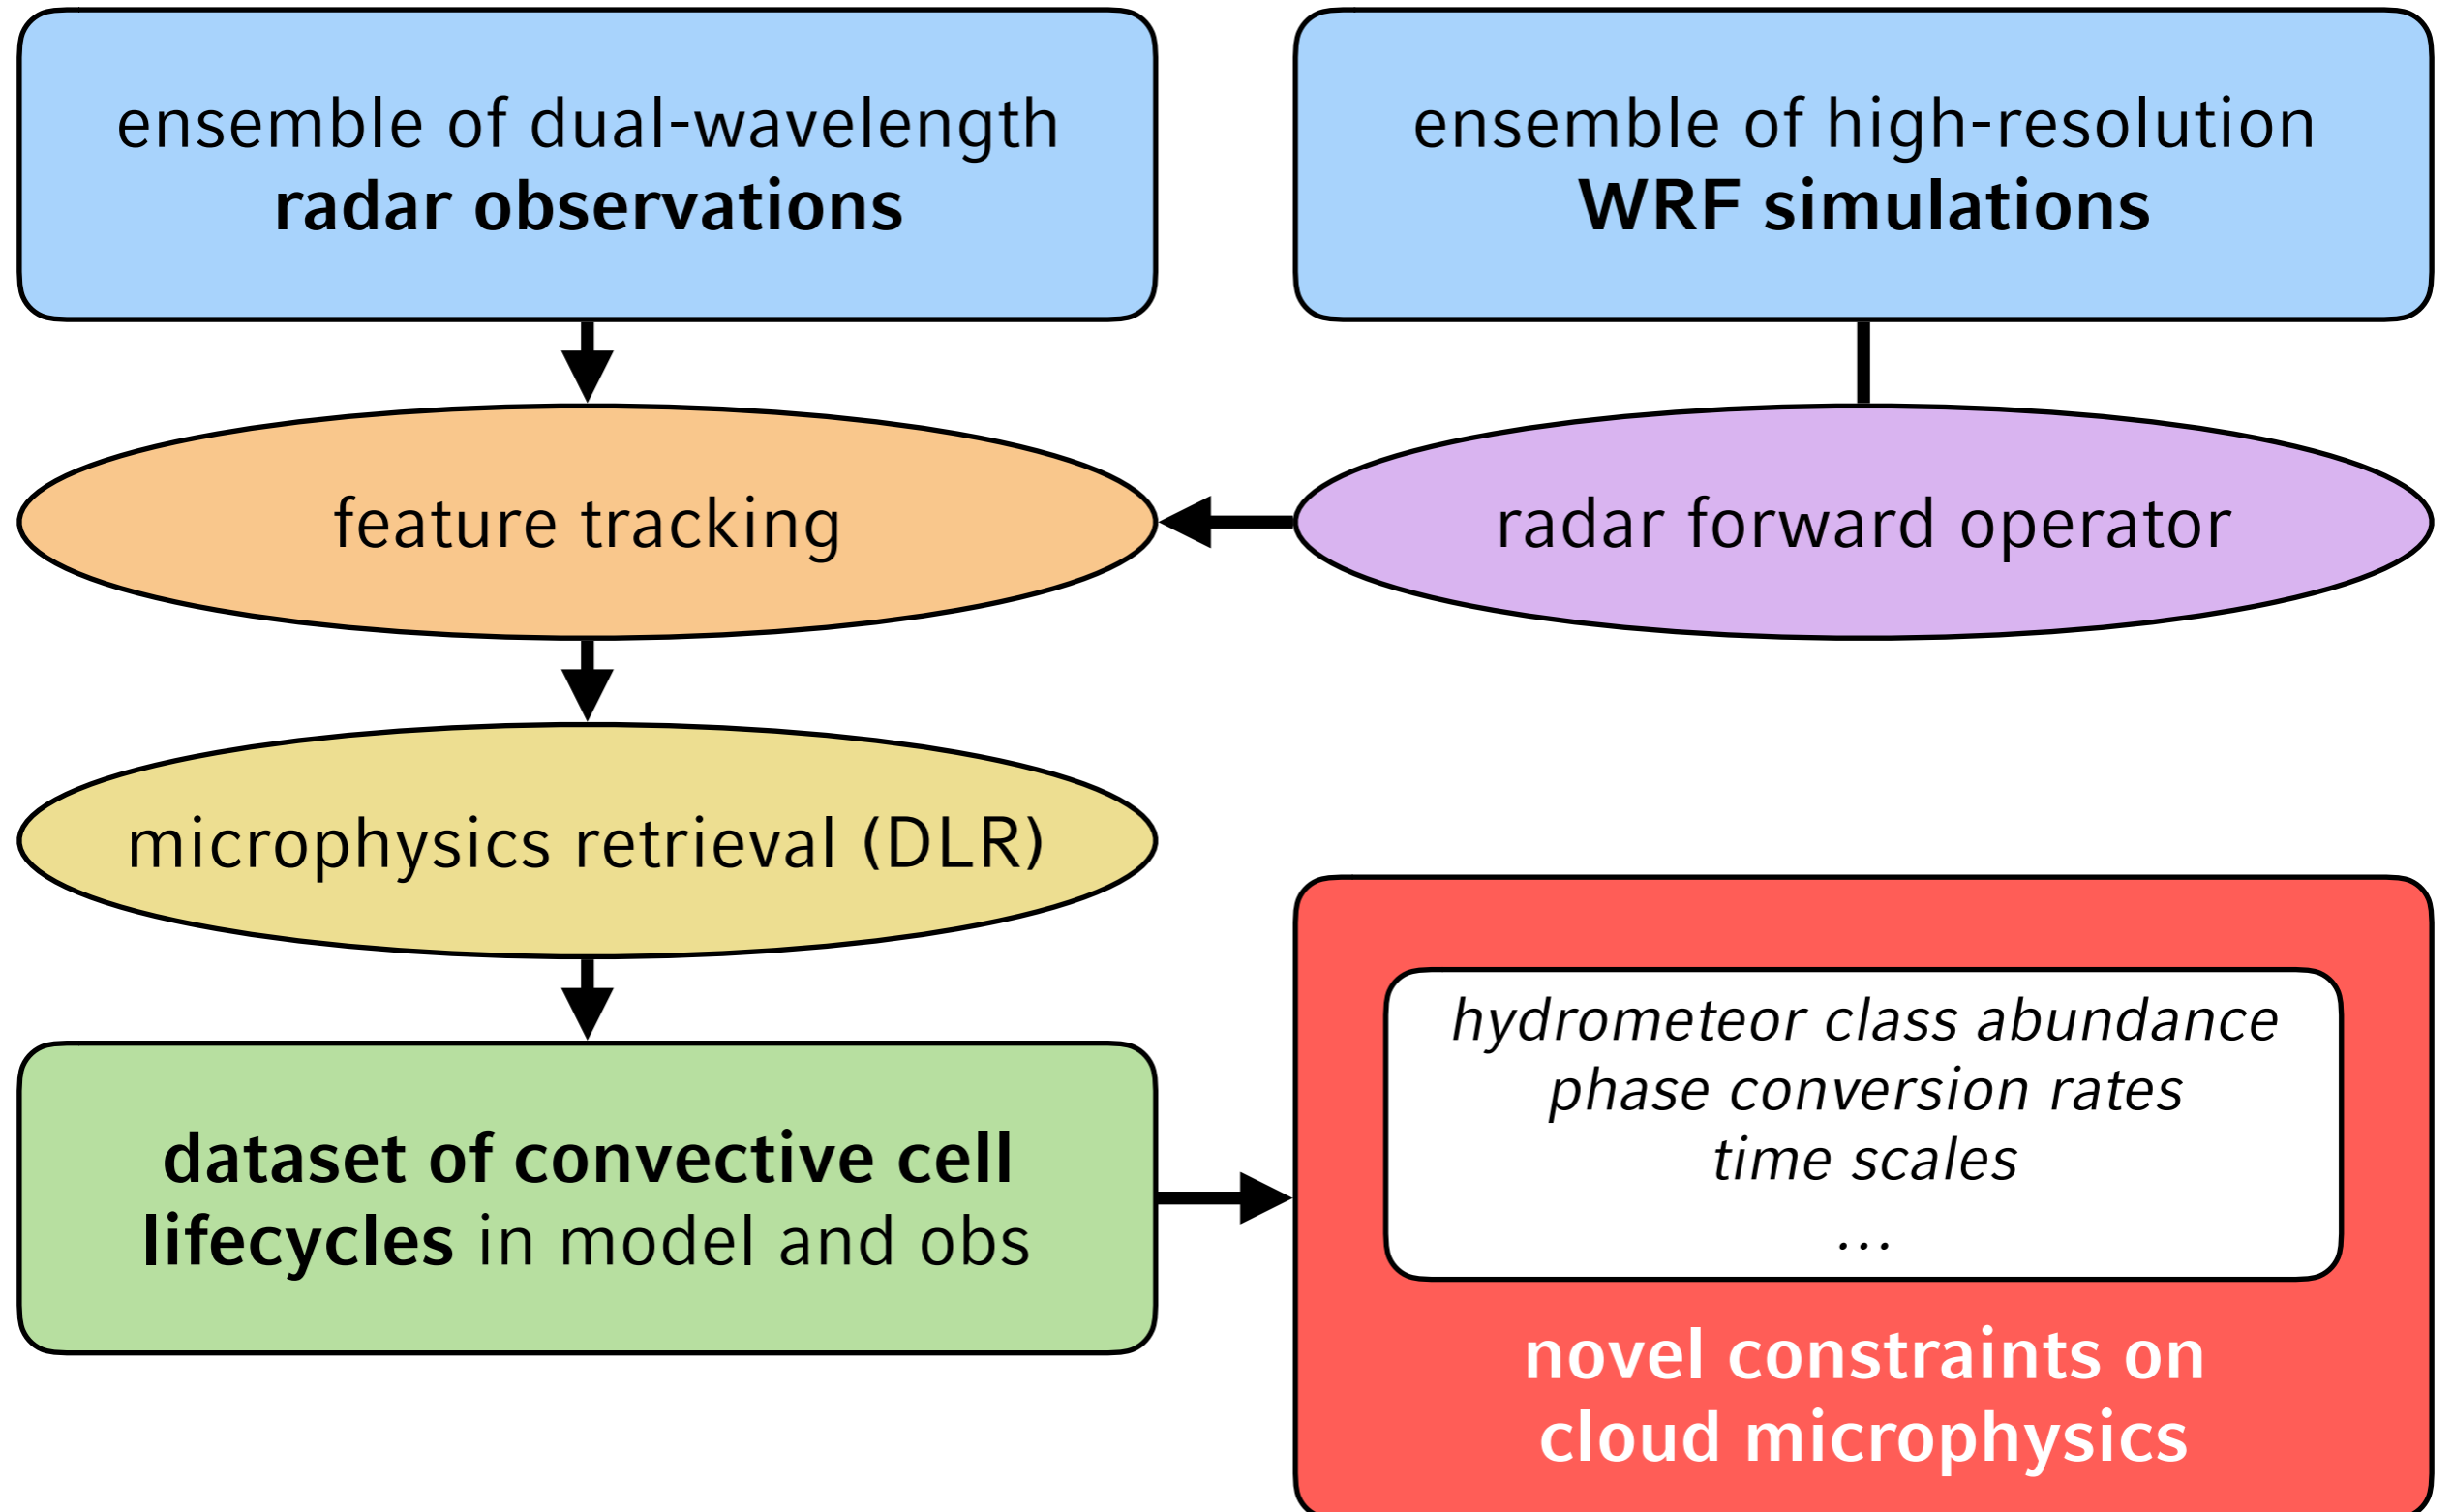 ensemble of dual-wavelength
radar observations
ensemble of high-resolution
WRF simulations
feature tracking
radar forward operator
microphysics retrieval (DLR)
dataset of convective cell
lifecycles in model and obs
hydrometeor class abundance
phase conversion rates
time scales
...
novel constraints on
cloud microphysics